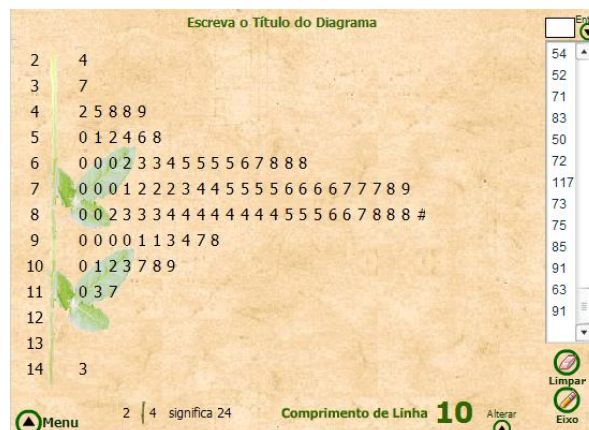 Escreva o Título do Diagrama
2 4
3 7
4 2 5 8 8 9
5 0 1 2 4 6 8
6 0 0 0 2 3 3 4 5 5 5 5 6 7 8 8 8
7 0 0 0 1 2 2 2 3 4 4 5 5 5 5 6 6 6 6 7 7 7 8 9
8 0 0 2 3 3 3 4 4 4 4 4 4 4 4 5 5 5 6 6 7 8 8 8 #
9 0 0 0 0 1 1 3 4 7 8
10 0 1 2 3 7 8 9
11 0 3 7
12
13
14 3
2 4 significa 24
Comprimento de Linha 10 Alterar
Menu
54
52
71
83
50
72
117
73
75
85
91
63
91
Limpar
Eixo